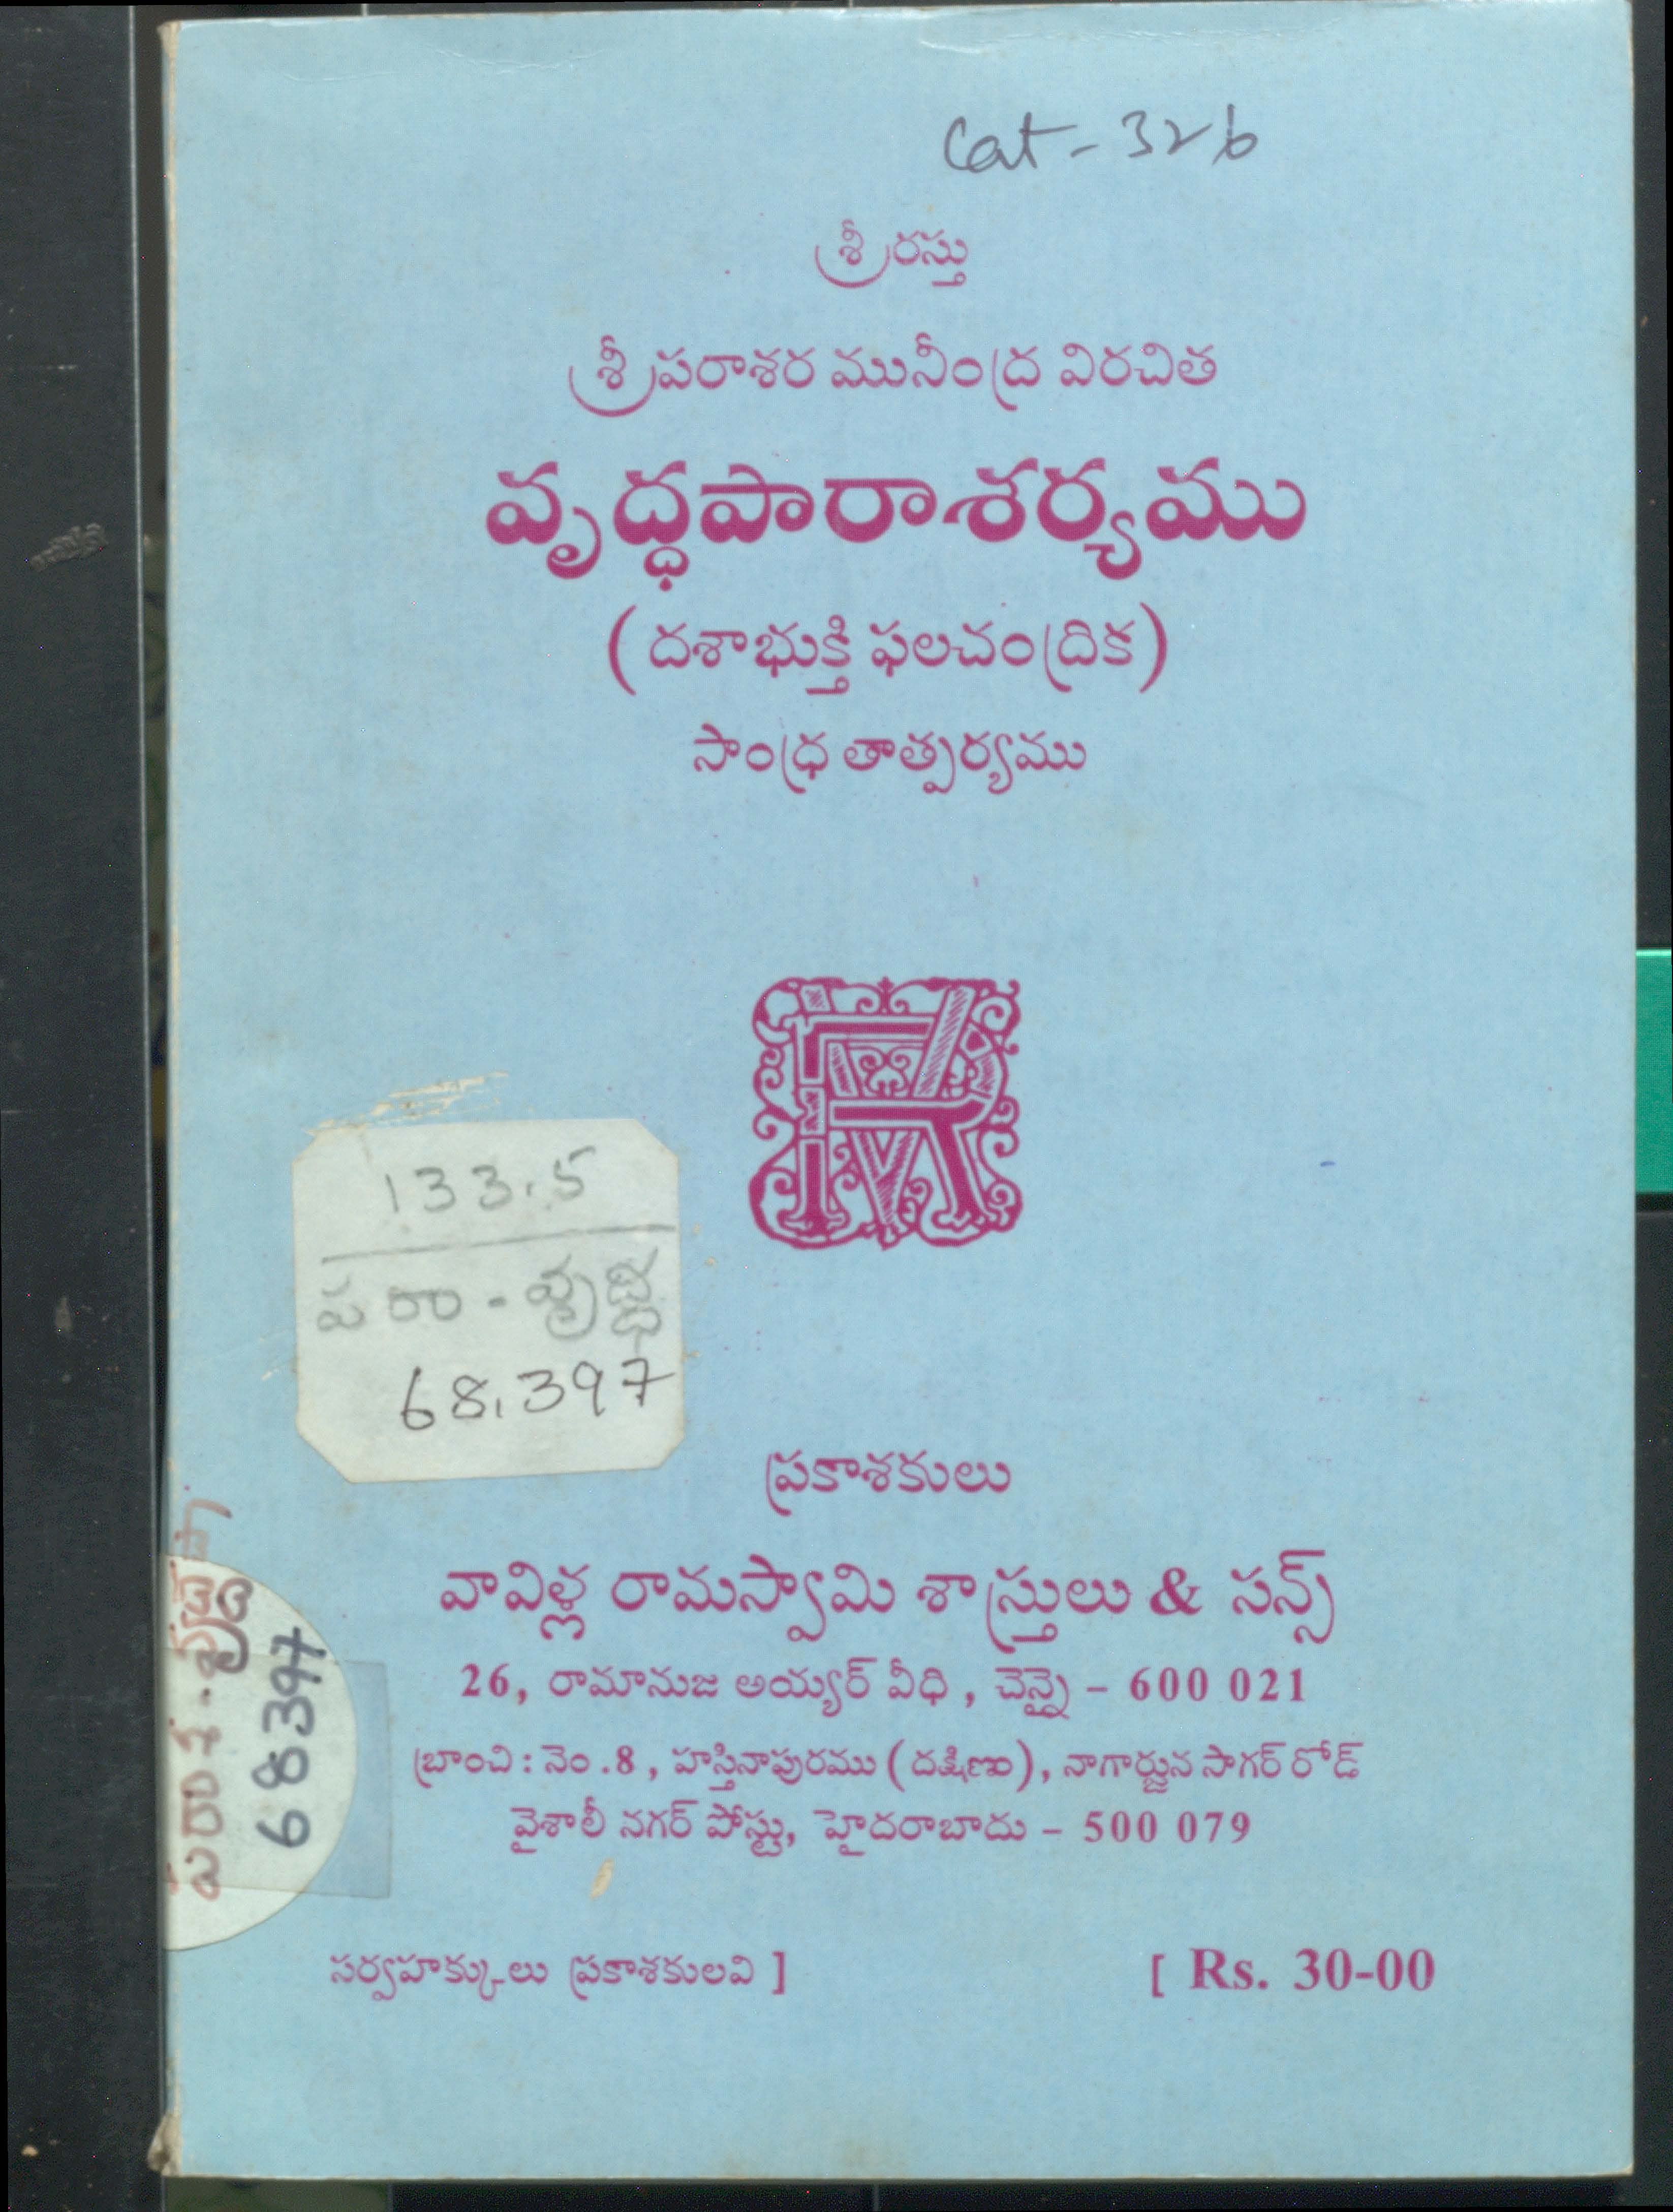 Cat - 326
శ్రీరస్తు
శ్రీపరాశర మునీంద్ర విరచిత
వృద్ధపారాశర్యము
(దశాభుక్తి ఫలచంద్రిక)
సాంధ్ర తాత్పర్యము
133.5
పరా - వృద్ధ
68,397
ప్రకాశకులు
వావిళ్ల రామస్వామి శాస్త్రులు & సన్స్
26, రామానుజ అయ్యర్ వీధి, చెన్నై - 600 021
బ్రాంచి : నెం .8, హస్తినాపురము (దక్షిణం), నాగార్జున సాగర్ రోడ్
వైశాలీ నగర్ పోస్టు, హైదరాబాదు - 500 079
సర్వహక్కులు ప్రకాశకులవి ]
[ Rs. 30-00
68397